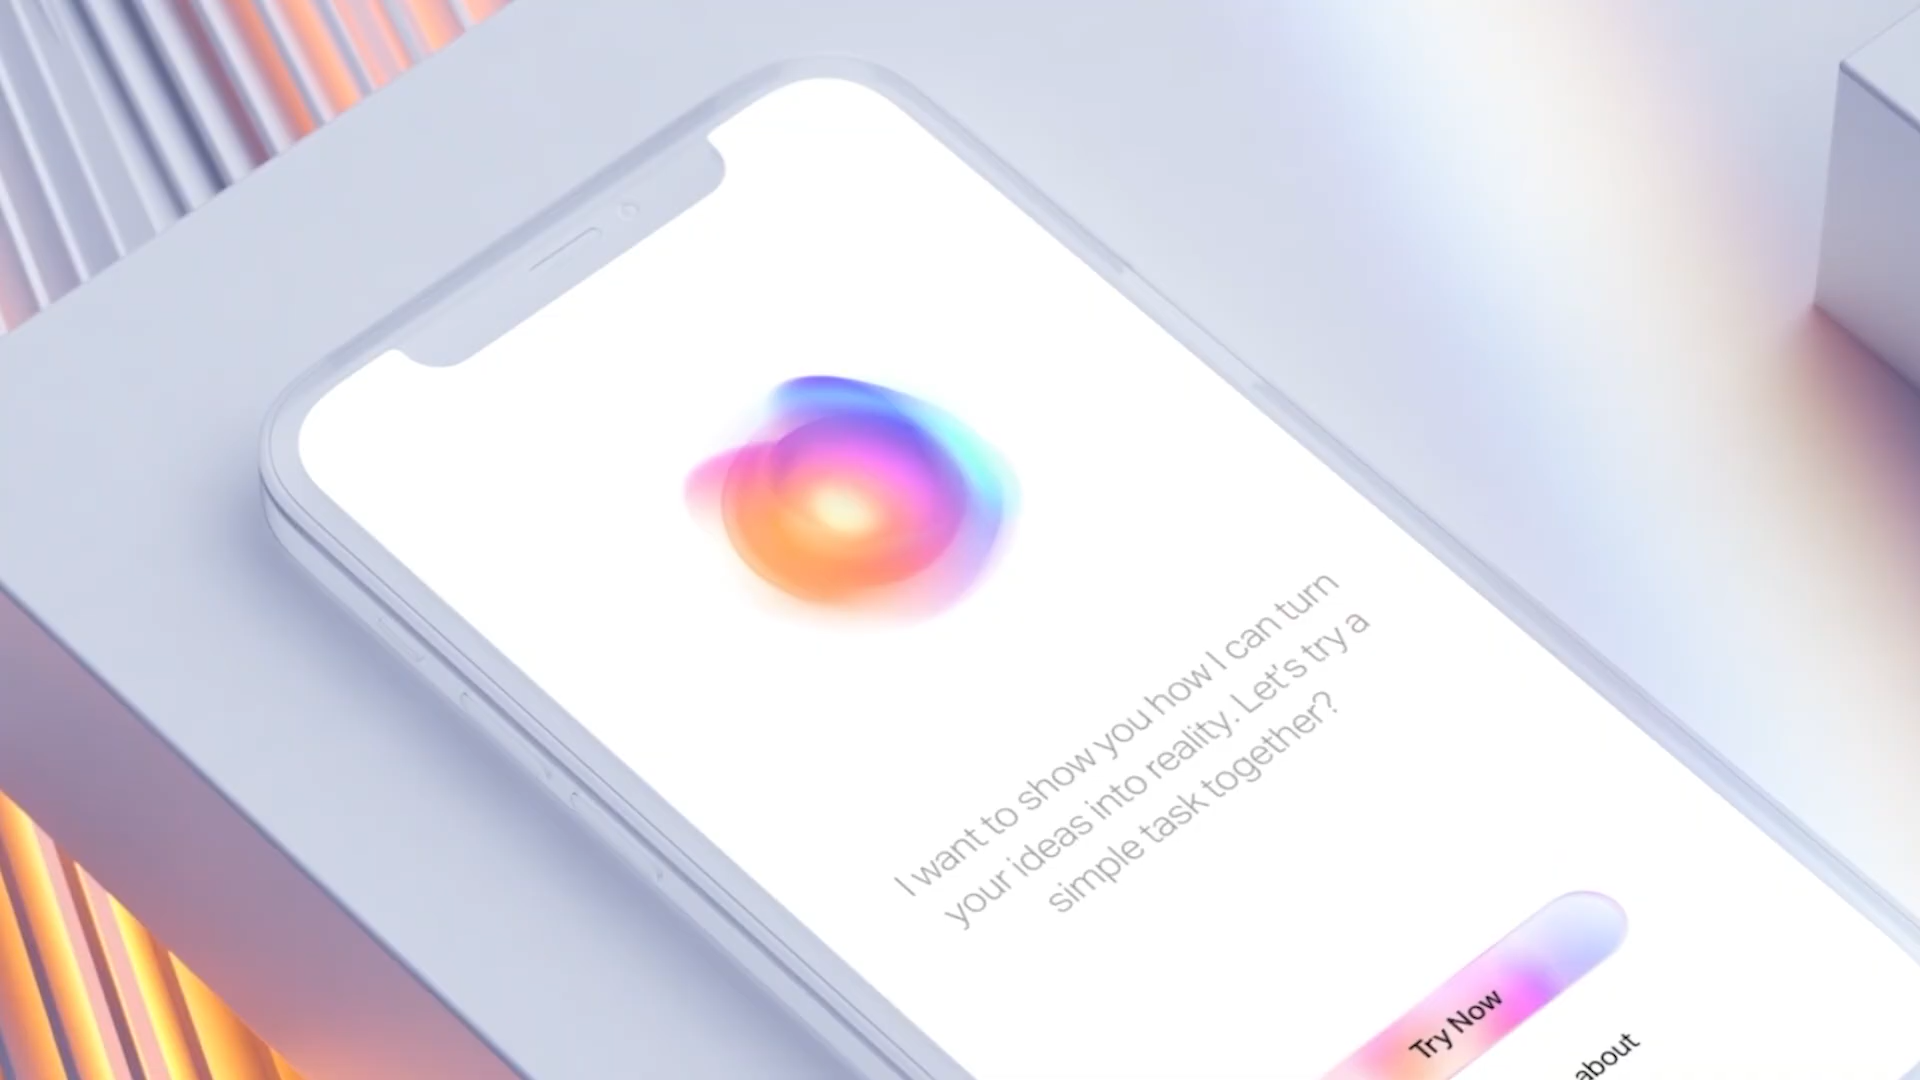 I want to show you how I can turn
your ideas into reality. Let's try a
simple task together?
Try Now
about